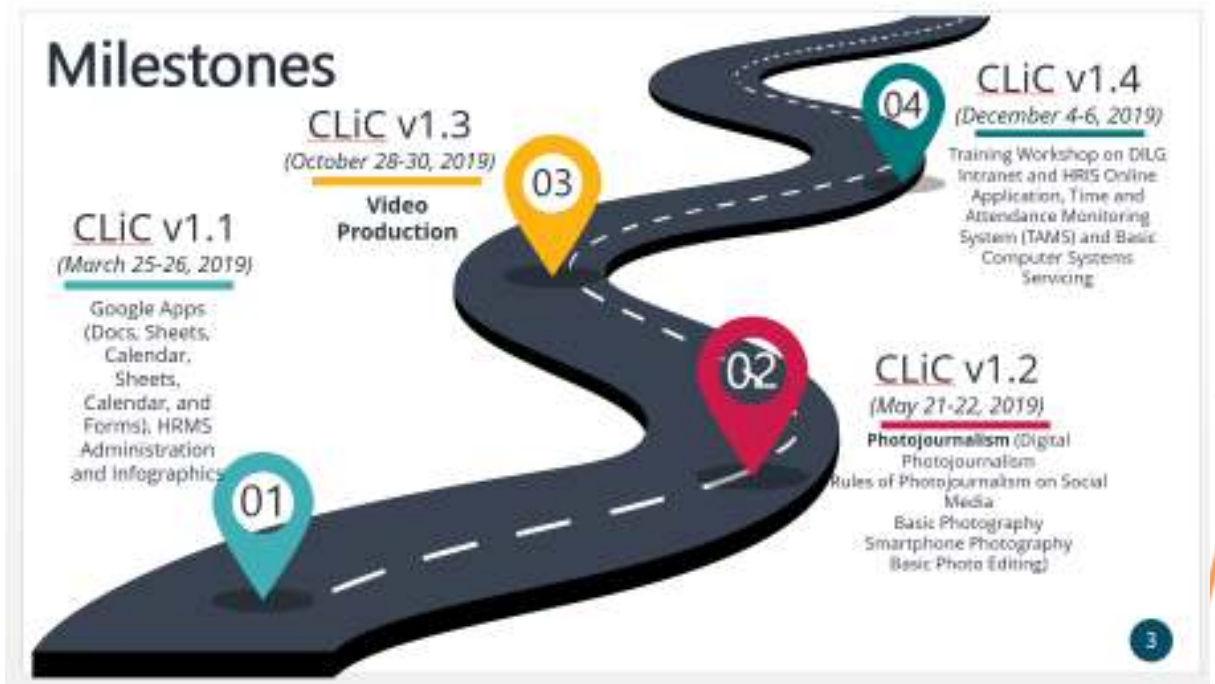 Milestones
CLiC v1.1
(March 25-26, 2019)
Google Apps
(Docs, Sheets,
Calendar,
Sheets,
Calendar, and
Forms), HRMS
Administration
and Infographics
01
CLiC v1.2
(May 21-22, 2019)
Photojournalism (Digital
Photojournalism
Rules of Photojournalism on Social
Media
Basic Photography
Smartphone Photography
Basic Photo Editing)
02
CLiC v1.3
(October 28-30, 2019)
Video
Production
03
CLiC v1.4
(December 4-6, 2019)
Training Workshop on DILG
Intranet and HRIS Online
Application, Time and
Attendance Monitoring
System (TAMS) and Basic
Computer Systems
Servicing
04
3